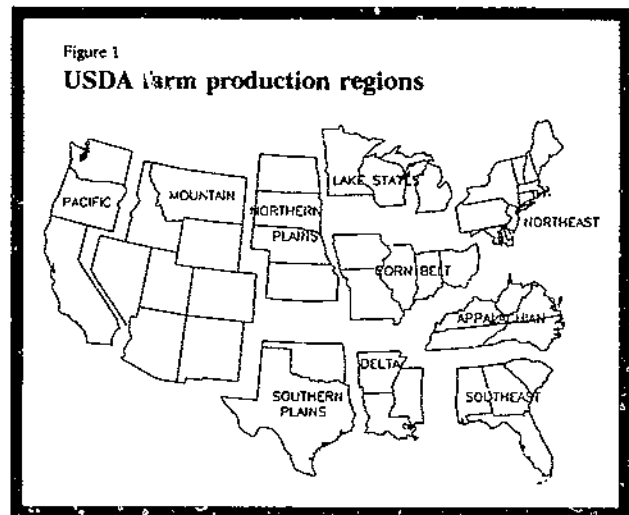 Figure 1
USDA Farm production regions
LAKE STATES
PACIFIC
MOUNTAIN
NORTHERN
PLAINS
NORTHEAST
CORN BELT
APPALACHIAN
DELTA
SOUTHERN
PLAINS
SOUTHEAST